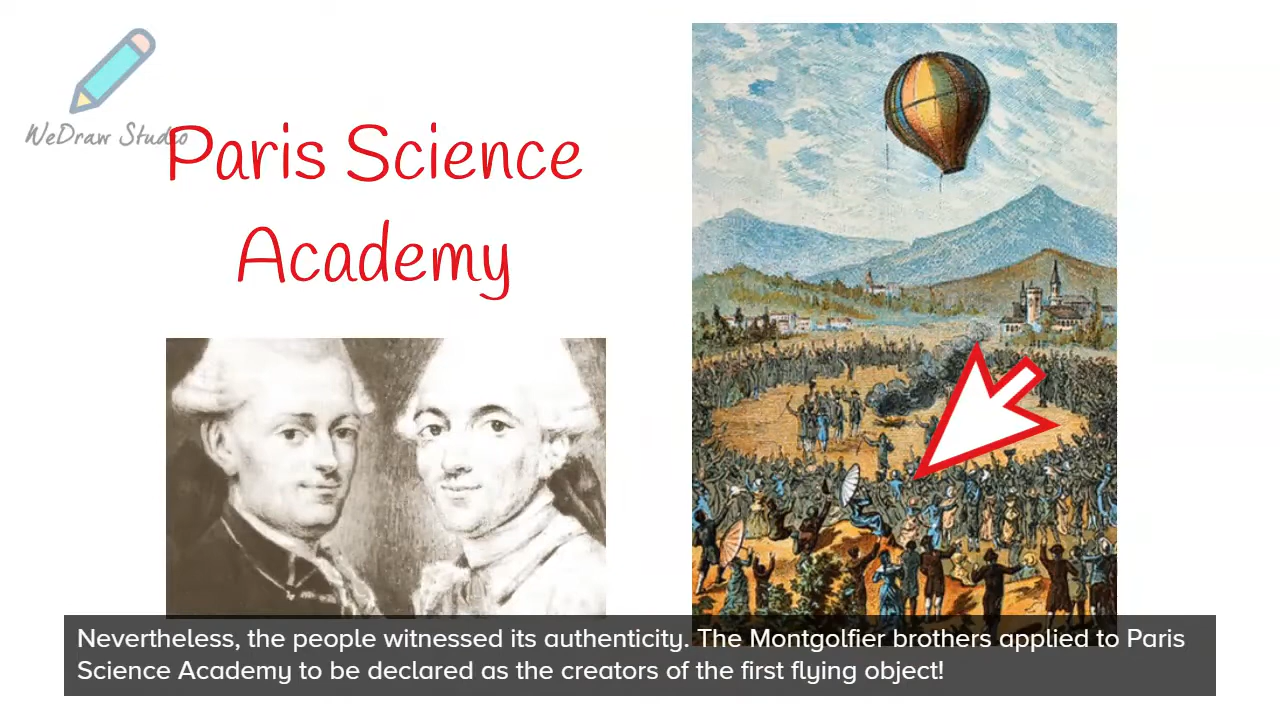 WeDraw Studio
Paris Science
Academy
Nevertheless, the people witnessed its authenticity. The Montgolfier brothers applied to Paris
Science Academy to be declared as the creators of the first flying object!